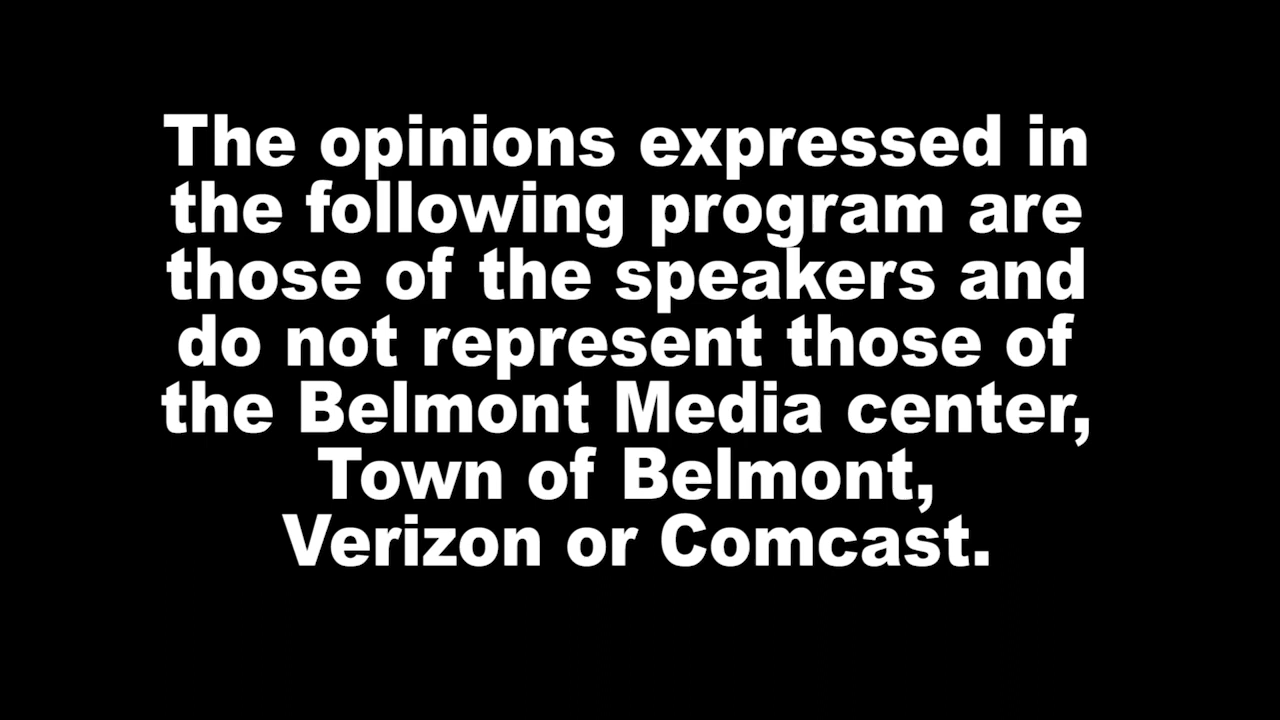 The opinions expressed in
the following program are
those of the speakers and
do not represent those of
the Belmont Media center,
Town of Belmont,
Verizon or Comcast.